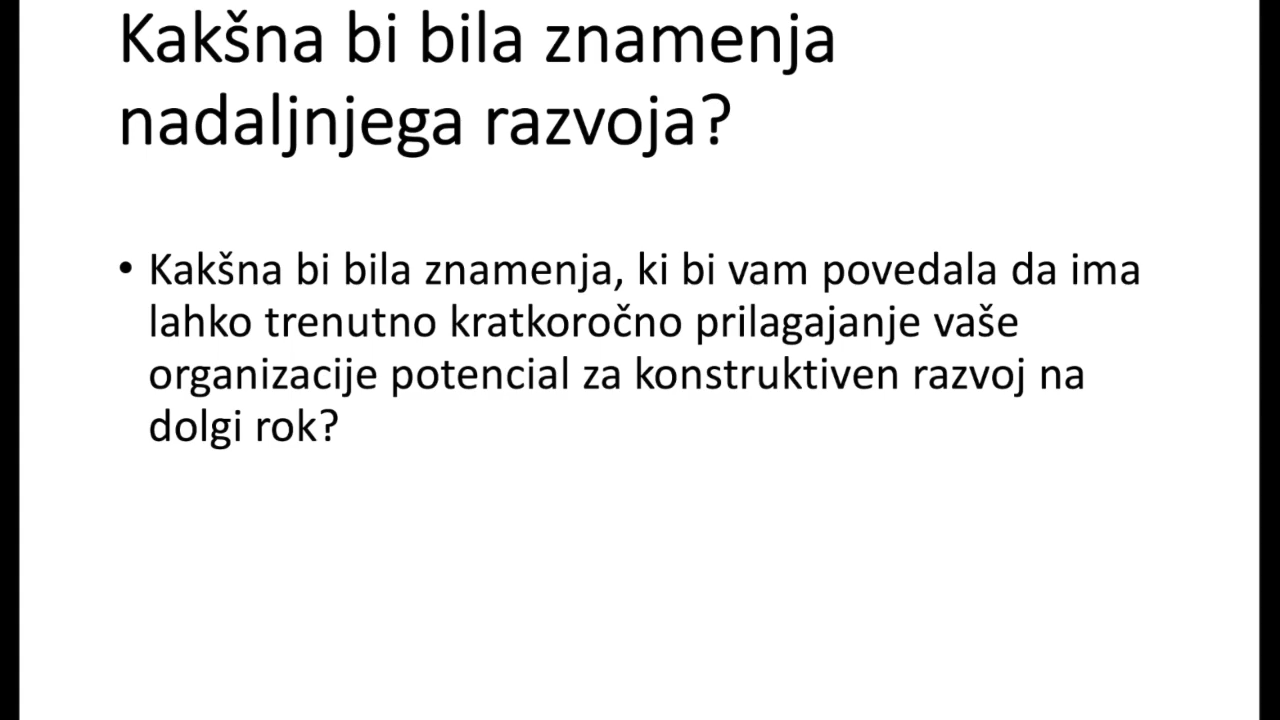 Kakšna bi bila znamenja
nadaljnjega razvoja?
• Kakšna bi bila znamenja, ki bi vam povedala da ima
lahko trenutno kratkoročno prilagajanje vaše
organizacije potencial za konstruktiven razvoj na
dolgi rok?